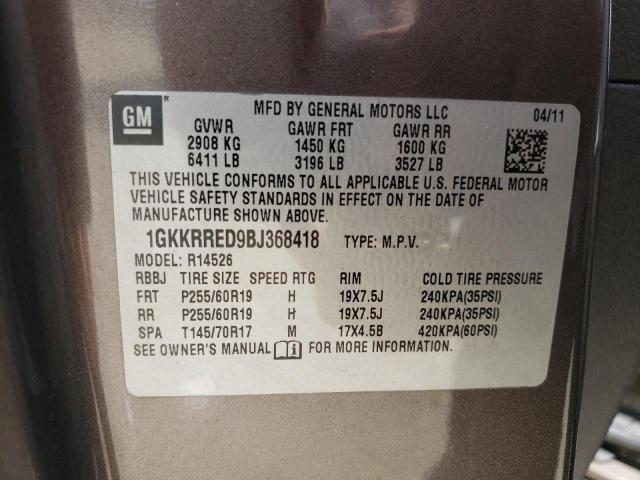 GM ®
MFD BY GENERAL MOTORS LLC 04/11
GVWR GAWR FRT GAWR RR
2908 KG 1450 KG 1600 KG
6411 LB 3196 LB 3527 LB
THIS VEHICLE CONFORMS TO ALL APPLICABLE U.S. FEDERAL MOTOR
VEHICLE SAFETY STANDARDS IN EFFECT ON THE DATE OF
MANUFACTURE SHOWN ABOVE.
1GKKRRED9BJ368418 TYPE: M.P.V.
MODEL: R14526
RBBJ TIRE SIZE SPEED RTG RIM COLD TIRE PRESSURE
FRT P255/60R19 H 19X7.5J 240KPA(35PSI)
RR P255/60R19 H 19X7.5J 240KPA(35PSI)
SPA T145/70R17 M 17X4.5B 420KPA(60PSI)
SEE OWNER'S MANUAL FOR MORE INFORMATION.